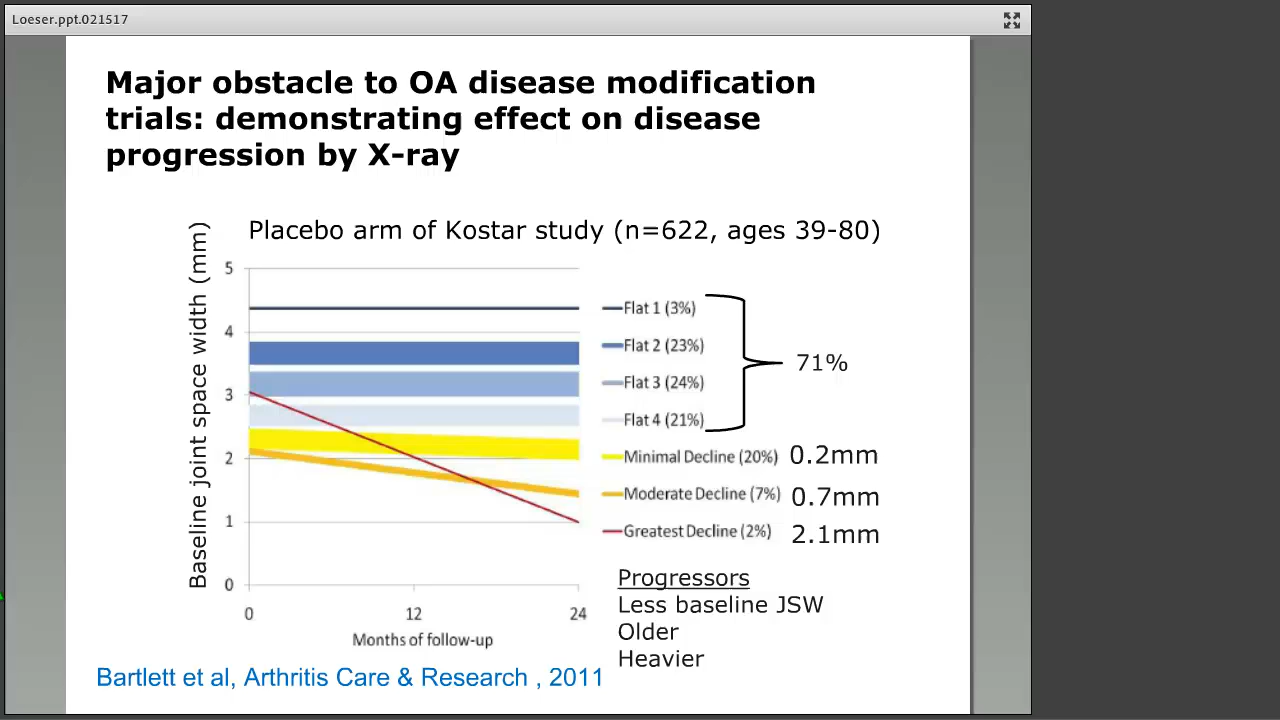 Loeser.ppt.021517
Major obstacle to OA disease modification
trials: demonstrating effect on disease
progression by X-ray
Placebo arm of Kostar study (n=622, ages 39-80)
Baseline joint space width (mm)
5
4
3
2
1
0
0
12
24
Months of follow-up
Flat 1 (3%)
Flat 2 (23%)
Flat 3 (24%)
Flat 4 (21%)
71%
Minimal Decline (20%) 0.2mm
Moderate Decline (7%) 0.7mm
Greatest Decline (2%) 2.1mm
Progressors
Less baseline JSW
Older
Heavier
Bartlett et al, Arthritis Care & Research , 2011